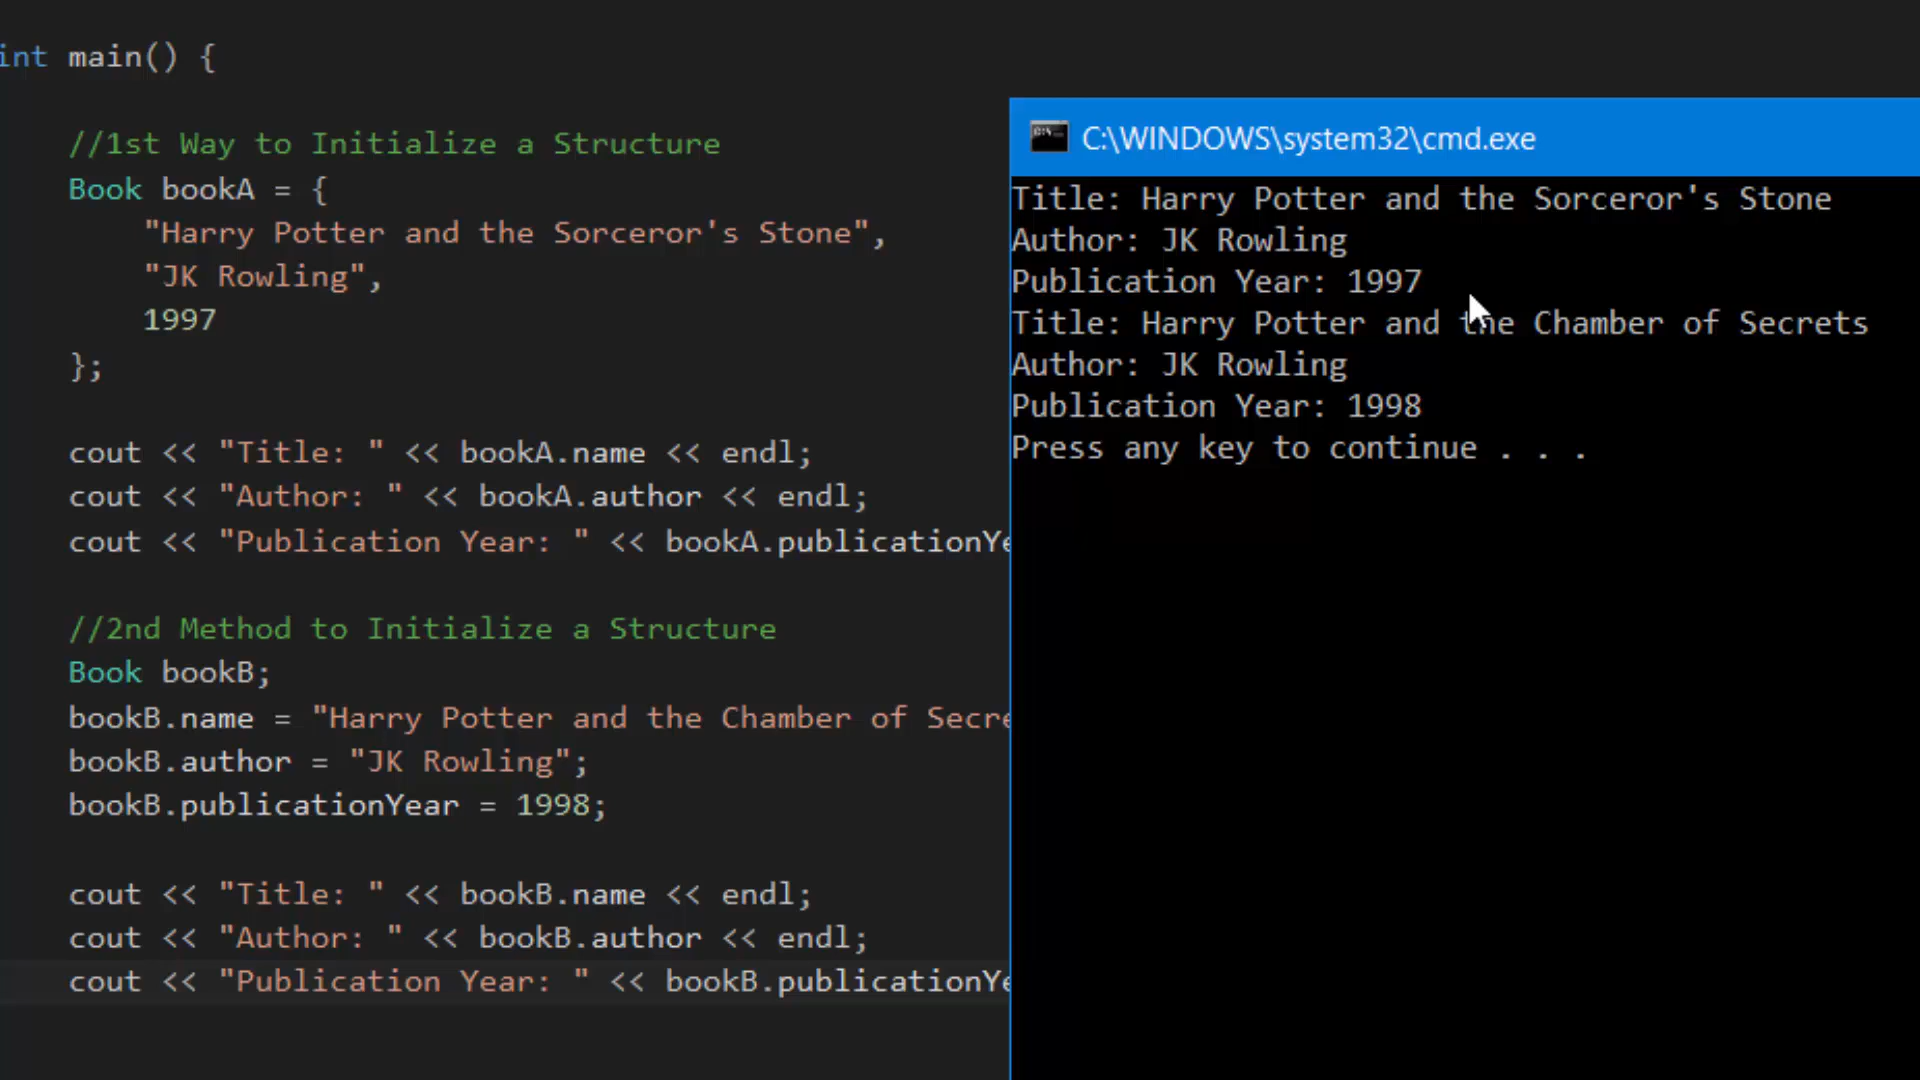 int main() {
//1st Way to Initialize a Structure
Book bookA = {
"Harry Potter and the Sorceror's Stone",
"JK Rowling",
1997
};
cout << "Title: " << bookA.name << endl;
cout << "Author: " << bookA.author << endl;
cout << "Publication Year: " << bookA.publicationYe
//2nd Method to Initialize a Structure
Book bookB;
bookB.name = "Harry Potter and the Chamber of Secre
bookB.author = "JK Rowling";
bookB.publicationYear = 1998;
cout << "Title: " << bookB.name << endl;
cout << "Author: " << bookB.author << endl;
cout << "Publication Year: " << bookB.publicationYe
C:\WINDOWS\system32\cmd.exe
Title: Harry Potter and the Sorceror's Stone
Author: JK Rowling
Publication Year: 1997
Title: Harry Potter and the Chamber of Secrets
Author: JK Rowling
Publication Year: 1998
Press any key to continue . . .